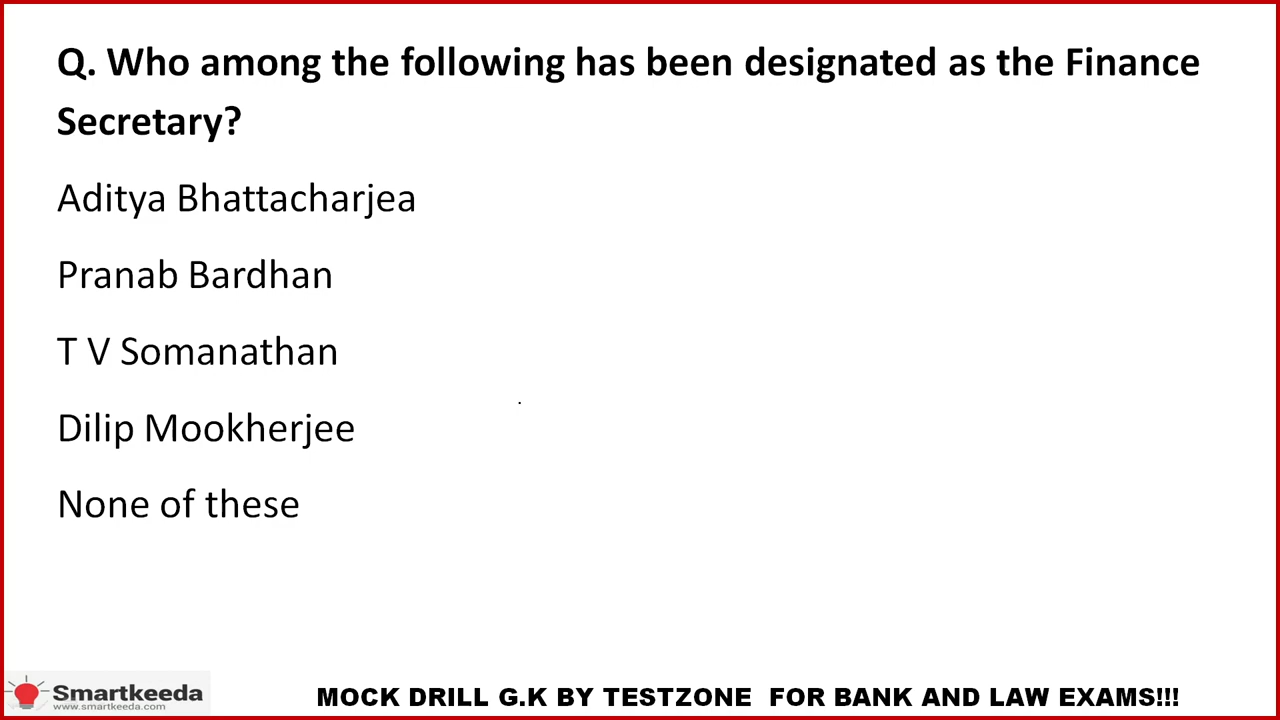 Q. Who among the following has been designated as the Finance
Secretary?
Aditya Bhattacharjea
Pranab Bardhan
T V Somanathan
Dilip Mookherjee
None of these
Smartkeeda
www.smartkeeda.com
MOCK DRILL G.K BY TESTZONE FOR BANK AND LAW EXAMS!!!